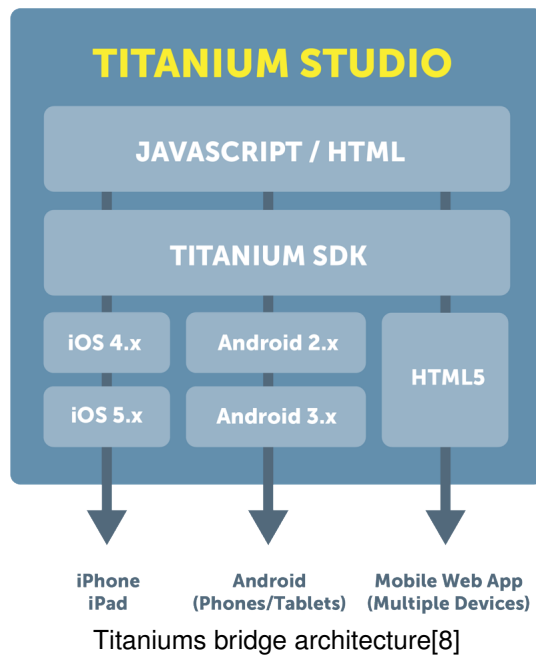 TITANIUM STUDIO
JAVASCRIPT / HTML
TITANIUM SDK
iOS 4.x
Android 2.x
HTML5
iOS 5.x
Android 3.x
iPhone
iPad
Android
(Phones/Tablets)
Mobile Web App
(Multiple Devices)
Titaniums bridge architecture[8]